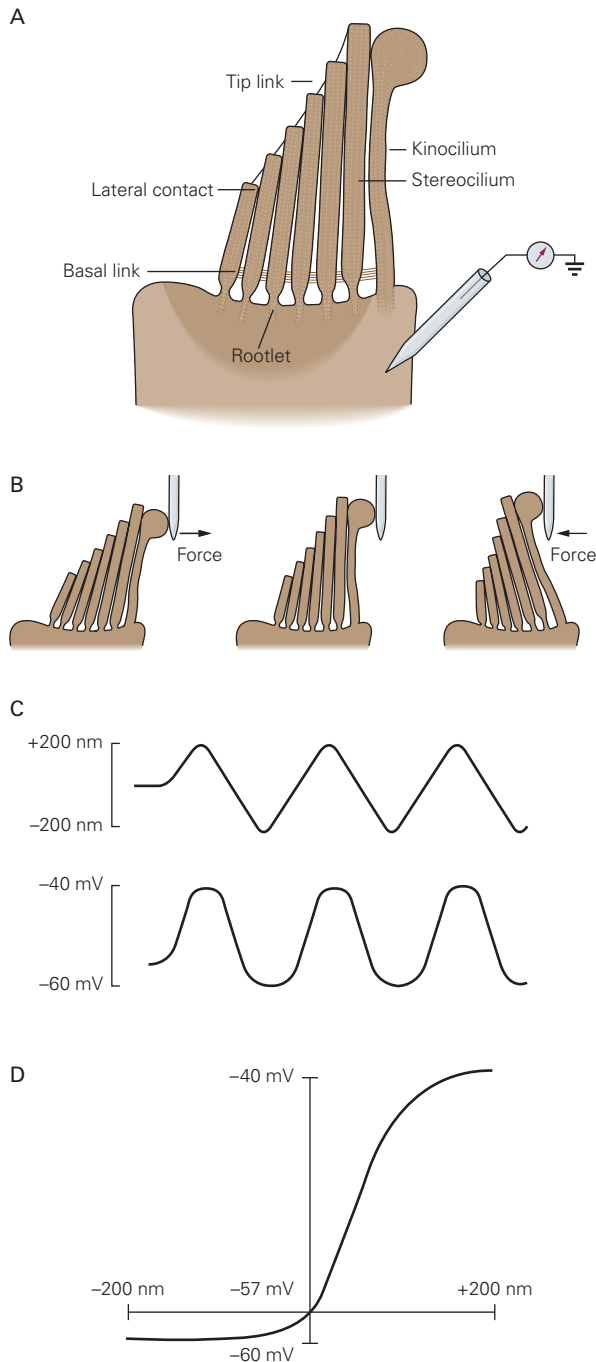 A
Tip link
Kinocilium
Stereocilium
Lateral contact
Basal link
Rootlet
B
Force
Force
C
+200 nm
–200 nm
–40 mV
–60 mV
D
–40 mV
–200 nm
–57 mV
+200 nm
–60 mV